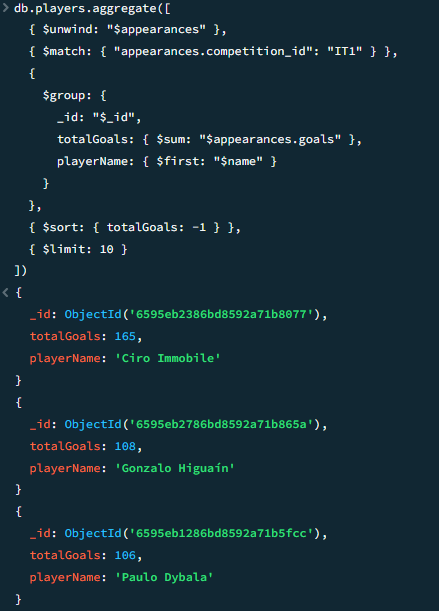 > db.players.aggregate([
{ $unwind: "$appearances" },
{ $match: { "appearances.competition_id": "IT1" } },
{
$group: {
_id: "$_id",
totalGoals: { $sum: "$appearances.goals" },
playerName: { $first: "$name" }
}
},
{ $sort: { totalGoals: -1 } },
{ $limit: 10 }
])
< {
_id: ObjectId('6595eb2386bd8592a71b8077'),
totalGoals: 165,
playerName: 'Ciro Immobile'
}
{
_id: ObjectId('6595eb2786bd8592a71b865a'),
totalGoals: 108,
playerName: 'Gonzalo Higuaín'
}
{
_id: ObjectId('6595eb1286bd8592a71b5fcc'),
totalGoals: 106,
playerName: 'Paulo Dybala'
}